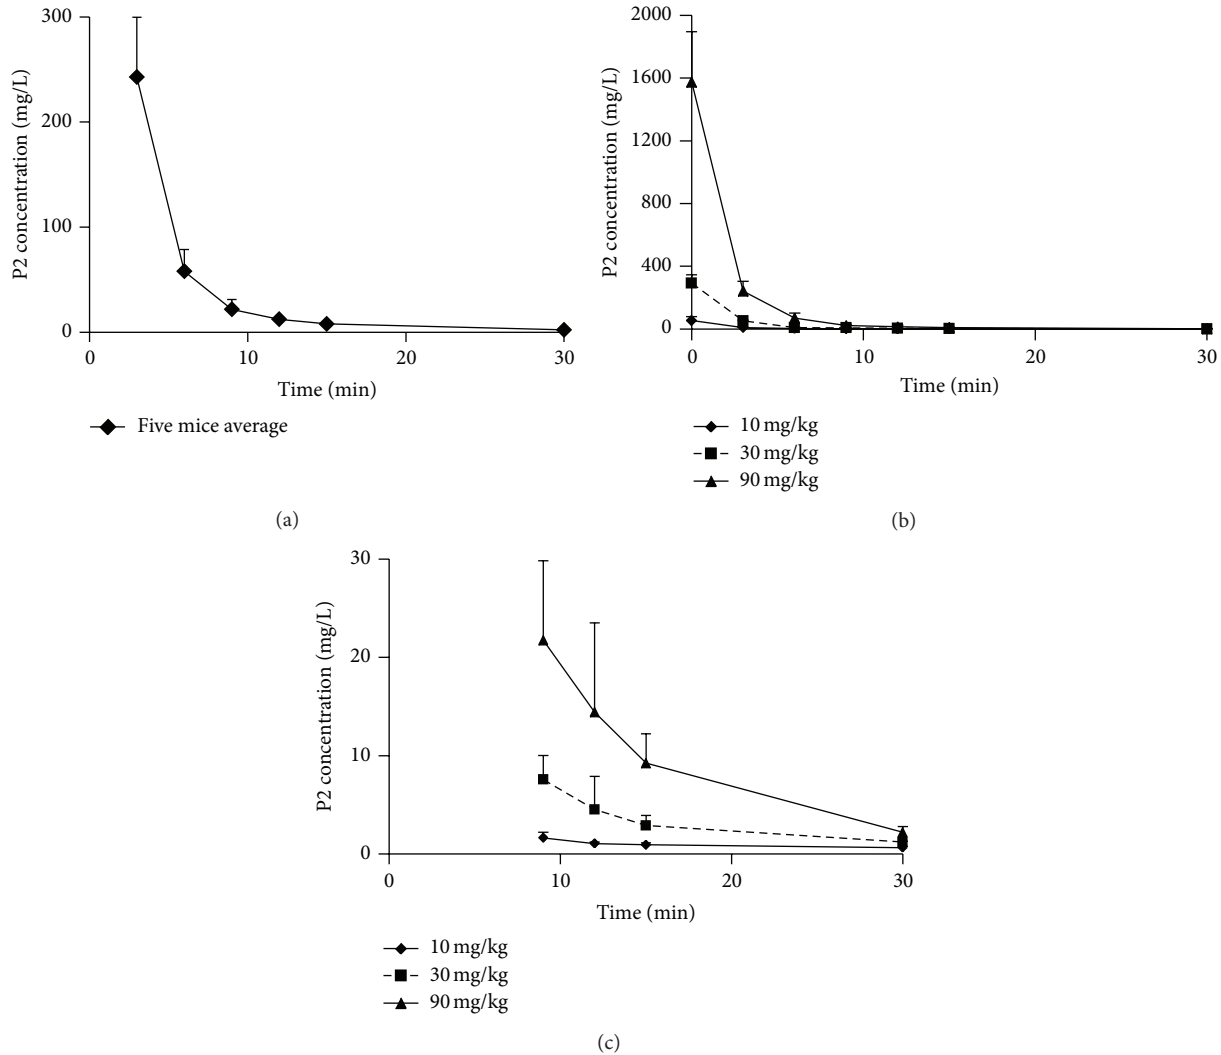 P2 concentration (mg/L)
300
200
100
0
0
10
20
30
Time (min)
Five mice average
(a)
P2 concentration (mg/L)
2000
1600
1200
800
400
0
0
10
20
30
Time (min)
10 mg/kg
30 mg/kg
90 mg/kg
(b)
P2 concentration (mg/L)
30
20
10
0
0
10
20
30
Time (min)
10 mg/kg
30 mg/kg
90 mg/kg
(c)